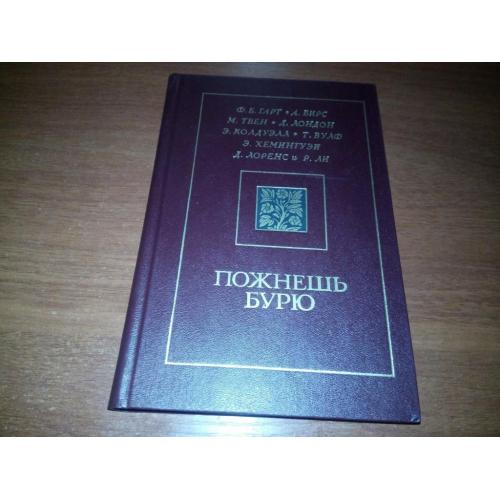 Ф. Б. ГАРТ • А. БИРС
М. ТВЕН • Д. ЛОНДОН
Э. КОЛДУЭЛЛ • Т. ВУЛФ
Э. ХЕМИНГУЭЙ
Д. ЛОРЕНС и Р. ЛИ
ПОЖНЕШЬ
БУРЮ